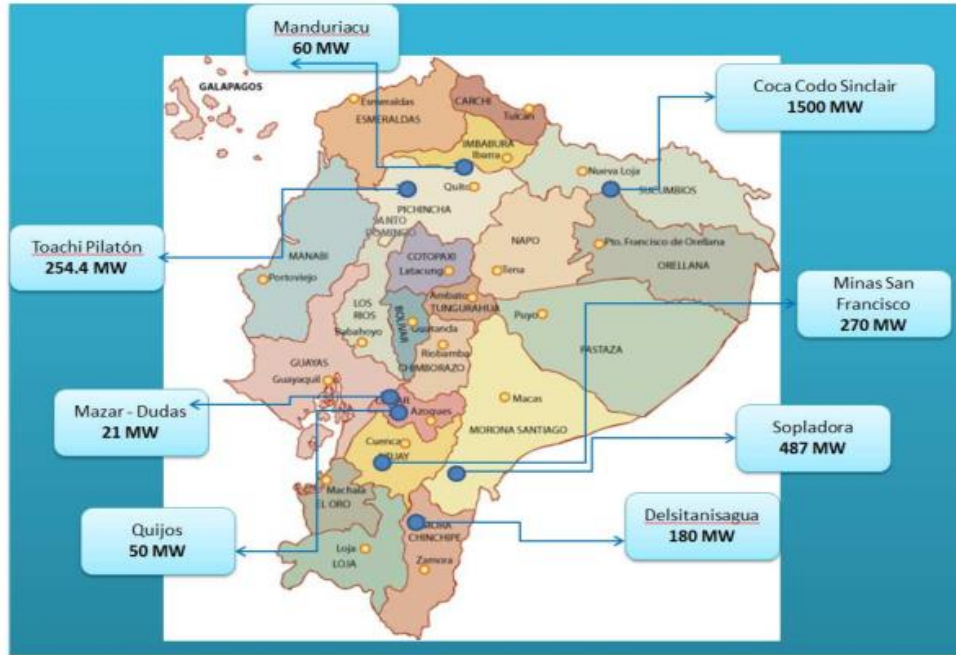 Manduriacu
60 MW
Coca Codo Sinclair
1500 MW
GALAPAGOS
Esmeraldas
ESMERALDAS
CARCHI
Tulcán
IMBABURA
Ibarra
Nueva Loja
SUCUMBIOS
Quito
PICHINCHA
SANTO
DOMINGO
Toachi Pilatón
254.4 MW
MANABI
Portoviejo
NAPO
Tena
Pto. Francisco de Orellana
ORELLANA
COTOPAXI
Latacung
Minas San
Francisco
270 MW
LOS
RIOS
Babahoyo
BOLIVAR
Ambato
TUNGURAHUA
Guaranda
Riobamba
CHIMBORAZO
Puyo
PASTAZA
GUAYAS
Guayaquil
Mazar - Dudas
21 MW
Azogues
Macas
MORONA SANTIAGO
Sopladora
487 MW
Cuenca
Machala
EL ORO
Quijos
50 MW
Loja
LOJA
CHINCHIPE
Zamora
Delsitanisagua
180 MW